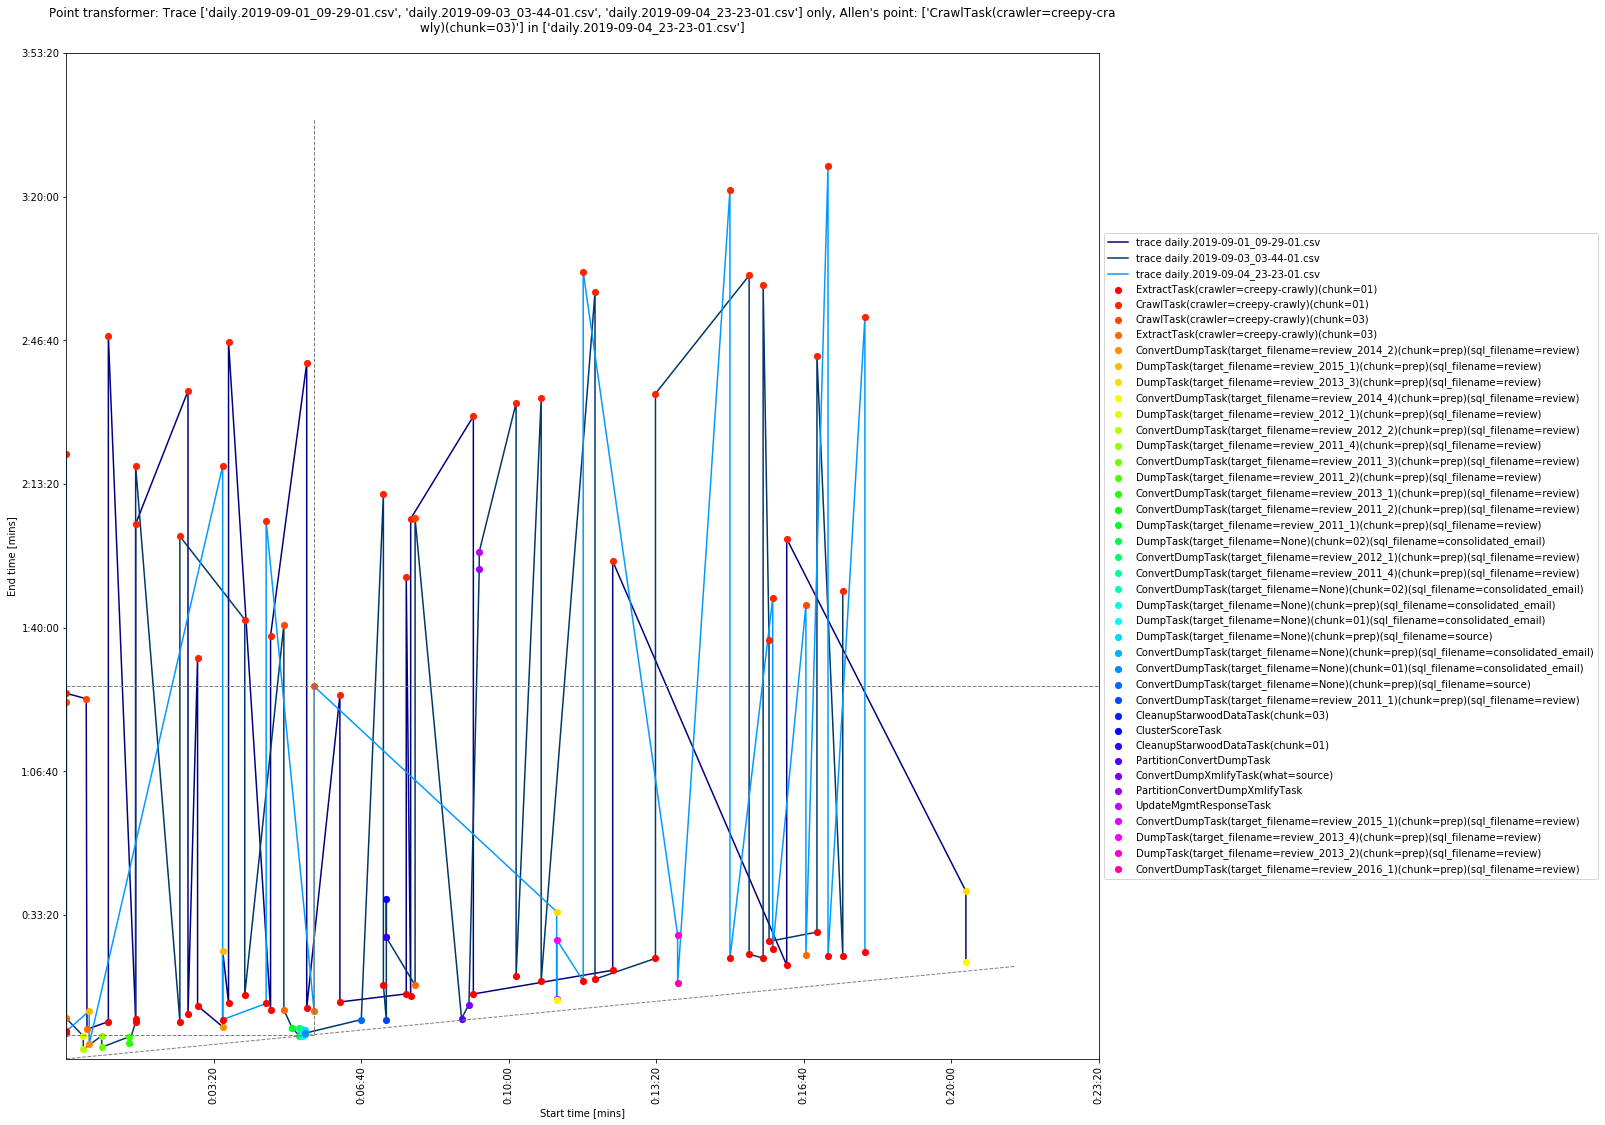 Point transformer: Trace ['daily.2019-09-01_09-29-01.csv', 'daily.2019-09-03_03-44-01.csv', 'daily.2019-09-04_23-23-01.csv'] only, Allen's point: ['CrawlTask(crawler=creepy-cra
wly)(chunk=03)'] in ['daily.2019-09-04_23-23-01.csv']
3:53:20
3:20:00
2:46:40
2:13:20
1:40:00
1:06:40
0:33:20
End time [mins]
0:03:20
0:06:40
0:10:00
0:13:20
0:16:40
0:20:00
0:23:20
Start time [mins]
trace daily.2019-09-01_09-29-01.csv
trace daily.2019-09-03_03-44-01.csv
trace daily.2019-09-04_23-23-01.csv
ExtractTask(crawler=creepy-crawly)(chunk=01)
CrawlTask(crawler=creepy-crawly)(chunk=01)
CrawlTask(crawler=creepy-crawly)(chunk=03)
ExtractTask(crawler=creepy-crawly)(chunk=03)
ConvertDumpTask(target_filename=review_2014_2)(chunk=prep)(sql_filename=review)
DumpTask(target_filename=review_2015_1)(chunk=prep)(sql_filename=review)
DumpTask(target_filename=review_2013_3)(chunk=prep)(sql_filename=review)
ConvertDumpTask(target_filename=review_2014_4)(chunk=prep)(sql_filename=review)
DumpTask(target_filename=review_2012_1)(chunk=prep)(sql_filename=review)
ConvertDumpTask(target_filename=review_2012_2)(chunk=prep)(sql_filename=review)
DumpTask(target_filename=review_2011_4)(chunk=prep)(sql_filename=review)
ConvertDumpTask(target_filename=review_2011_3)(chunk=prep)(sql_filename=review)
DumpTask(target_filename=review_2011_2)(chunk=prep)(sql_filename=review)
ConvertDumpTask(target_filename=review_2013_1)(chunk=prep)(sql_filename=review)
ConvertDumpTask(target_filename=review_2011_2)(chunk=prep)(sql_filename=review)
DumpTask(target_filename=review_2011_1)(chunk=prep)(sql_filename=review)
DumpTask(target_filename=None)(chunk=02)(sql_filename=consolidated_email)
ConvertDumpTask(target_filename=review_2012_1)(chunk=prep)(sql_filename=review)
ConvertDumpTask(target_filename=review_2011_4)(chunk=prep)(sql_filename=review)
ConvertDumpTask(target_filename=None)(chunk=02)(sql_filename=consolidated_email)
DumpTask(target_filename=None)(chunk=prep)(sql_filename=consolidated_email)
DumpTask(target_filename=None)(chunk=01)(sql_filename=consolidated_email)
DumpTask(target_filename=None)(chunk=prep)(sql_filename=source)
ConvertDumpTask(target_filename=None)(chunk=prep)(sql_filename=consolidated_email)
ConvertDumpTask(target_filename=None)(chunk=01)(sql_filename=consolidated_email)
ConvertDumpTask(target_filename=None)(chunk=prep)(sql_filename=source)
ConvertDumpTask(target_filename=review_2011_1)(chunk=prep)(sql_filename=review)
CleanupStarwoodDataTask(chunk=03)
ClusterScoreTask
CleanupStarwoodDataTask(chunk=01)
PartitionConvertDumpTask
ConvertDumpXmlifyTask(what=source)
PartitionConvertDumpXmlifyTask
UpdateMgmtResponseTask
ConvertDumpTask(target_filename=review_2015_1)(chunk=prep)(sql_filename=review)
DumpTask(target_filename=review_2013_4)(chunk=prep)(sql_filename=review)
DumpTask(target_filename=review_2013_2)(chunk=prep)(sql_filename=review)
ConvertDumpTask(target_filename=review_2016_1)(chunk=prep)(sql_filename=review)